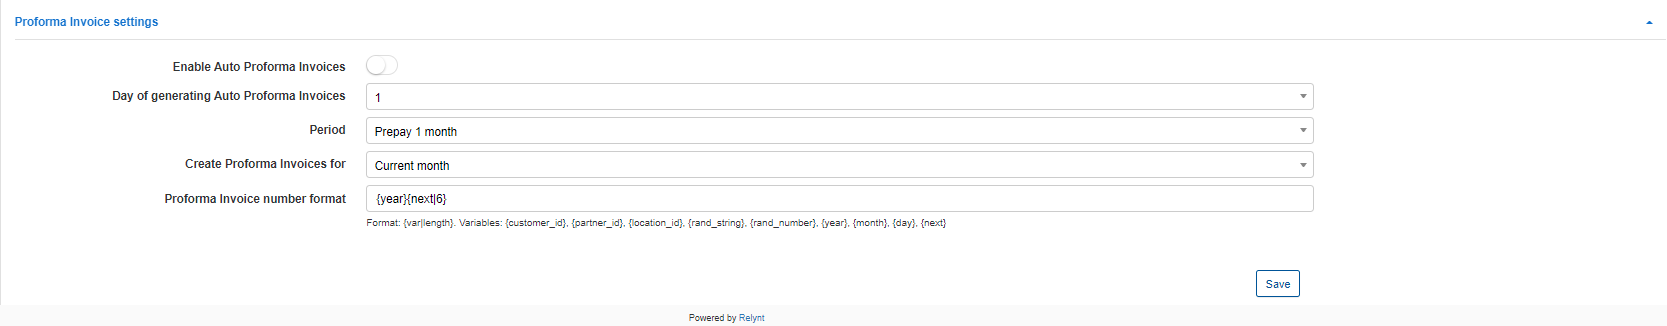 Proforma Invoice settings
Enable Auto Proforma Invoices
Day of generating Auto Proforma Invoices 1
Period Prepay 1 month
Create Proforma Invoices for Current month
Proforma Invoice number format {year}{next|6}
Format: {var|length}. Variables: {customer_id}, {partner_id}, {location_id}, {rand_string}, {rand_number}, {year}, {month}, {day}, {next}
Save
Powered by Relynt